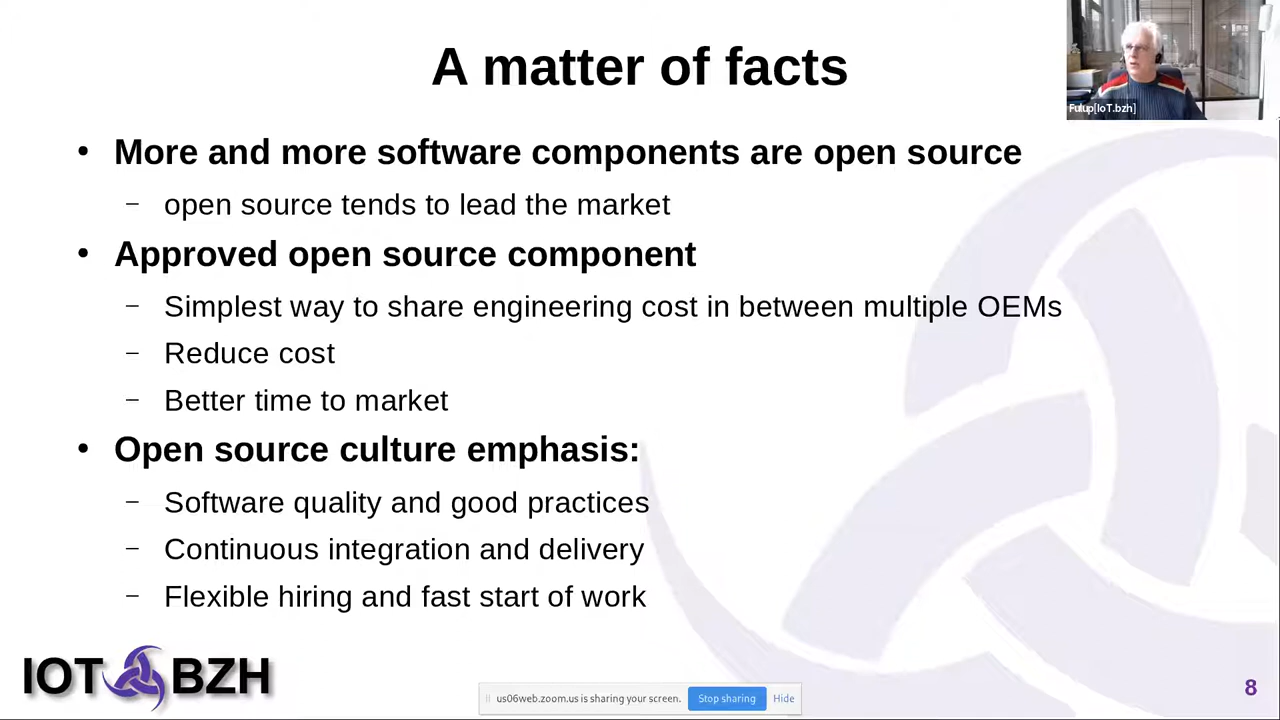 A matter of facts
Fulup[IoT.bzh]
• More and more software components are open source
– open source tends to lead the market
• Approved open source component
– Simplest way to share engineering cost in between multiple OEMs
– Reduce cost
– Better time to market
• Open source culture emphasis:
– Software quality and good practices
– Continuous integration and delivery
– Flexible hiring and fast start of work
IOT BZH
us06web.zoom.us is sharing your screen. Stop sharing Hide
8